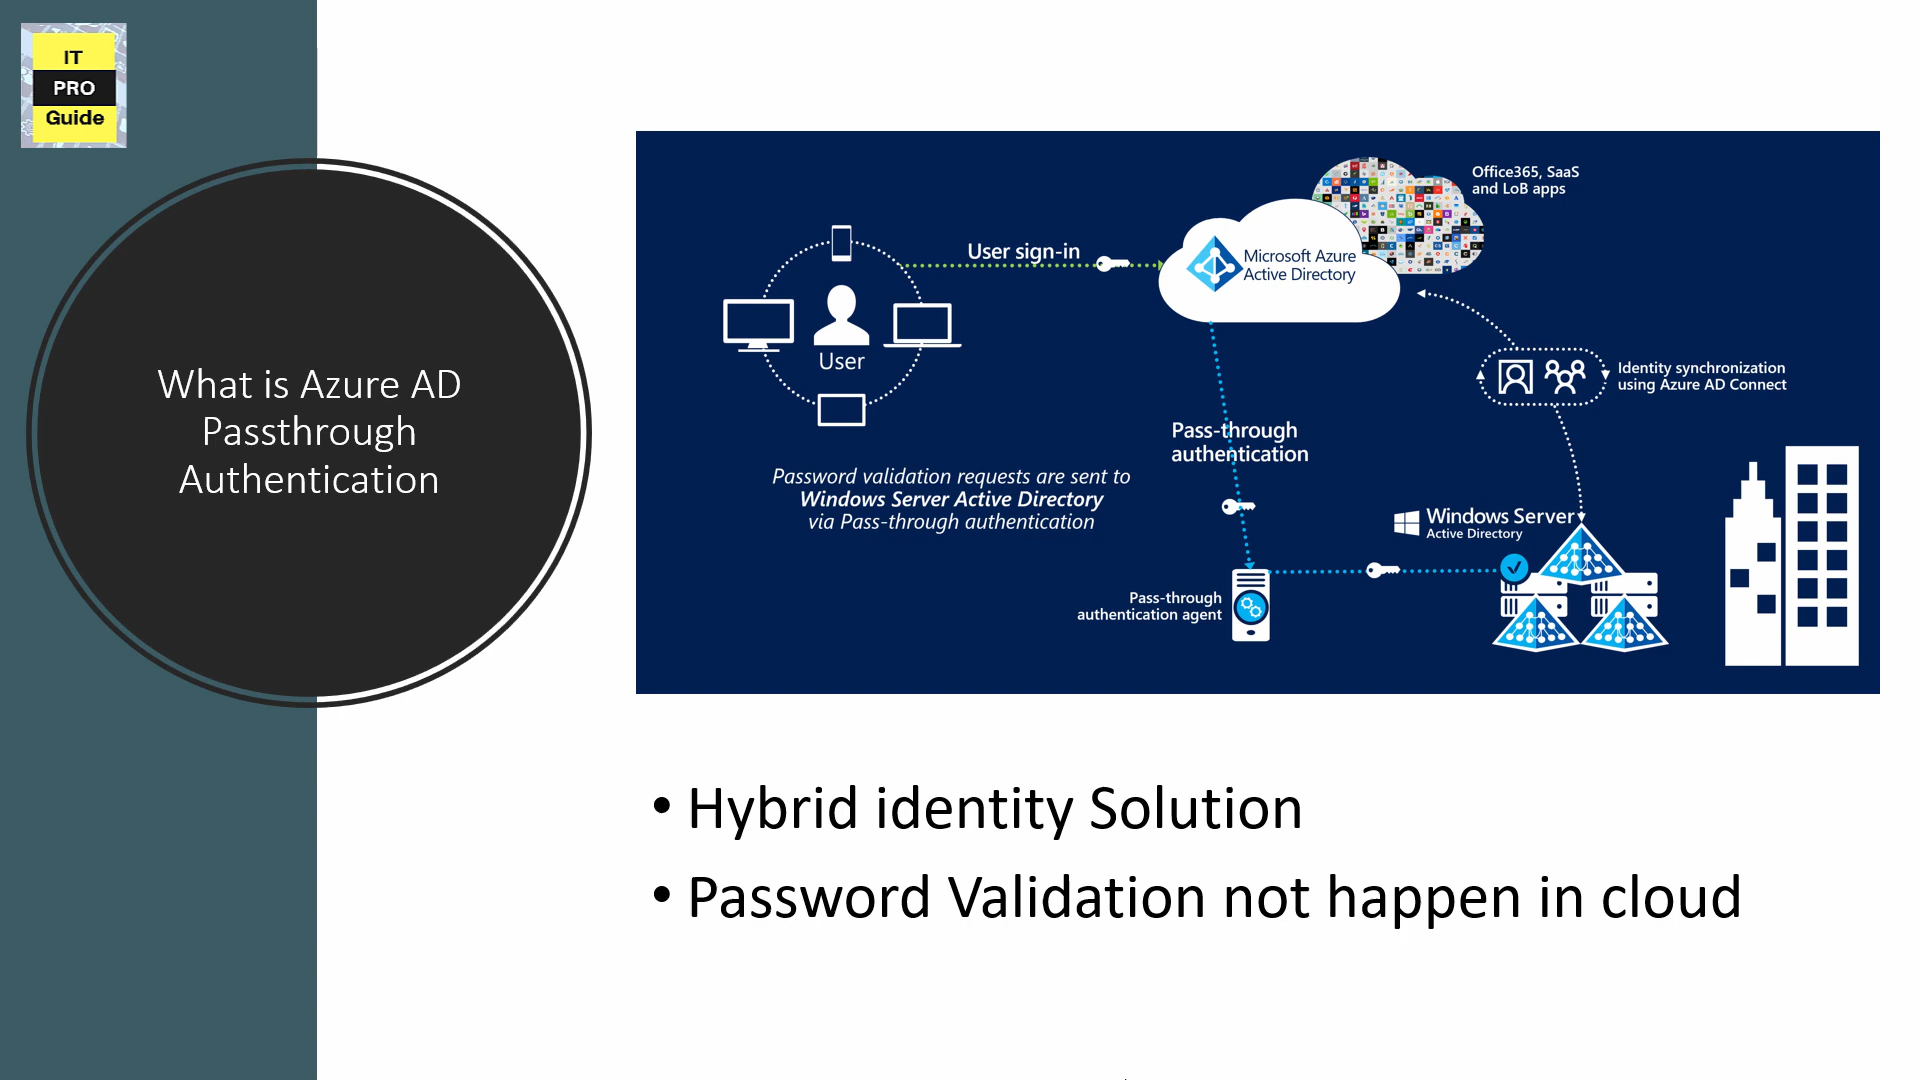 IT
PRO
Guide
What is Azure AD
Passthrough
Authentication
Office365, SaaS
and LoB apps
User sign-in
Microsoft Azure
Active Directory
User
Identity synchronization
using Azure AD Connect
Pass-through
authentication
Password validation requests are sent to
Windows Server Active Directory
via Pass-through authentication
Windows Server
Active Directory
Pass-through
authentication agent
• Hybrid identity Solution
• Password Validation not happen in cloud